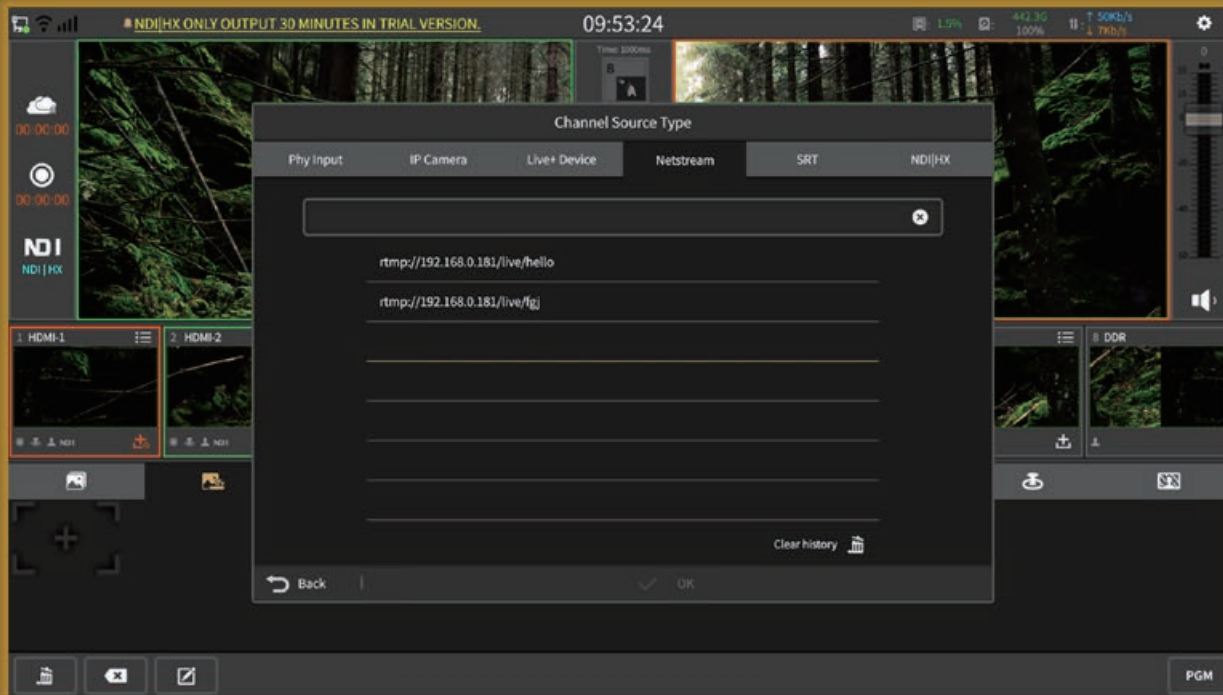 NDI|HX ONLY OUTPUT 30 MINUTES IN TRIAL VERSION.
09:53:24
1.5%
442.3G
100%
50Kb/s
7Kb/s
Time: 1000ms
B
A
00:00:00
00:00:00
NDI
NDI|HX
Channel Source Type
Phy Input
IP Camera
Live+ Device
Netstream
SRT
NDI|HX
rtmp://192.168.0.181/live/hello
rtmp://192.168.0.181/live/fgj
Clear history
Back
OK
1 HDMI-1
2 HDMI-2
8 DDR
NDI
NDI
0
PGM